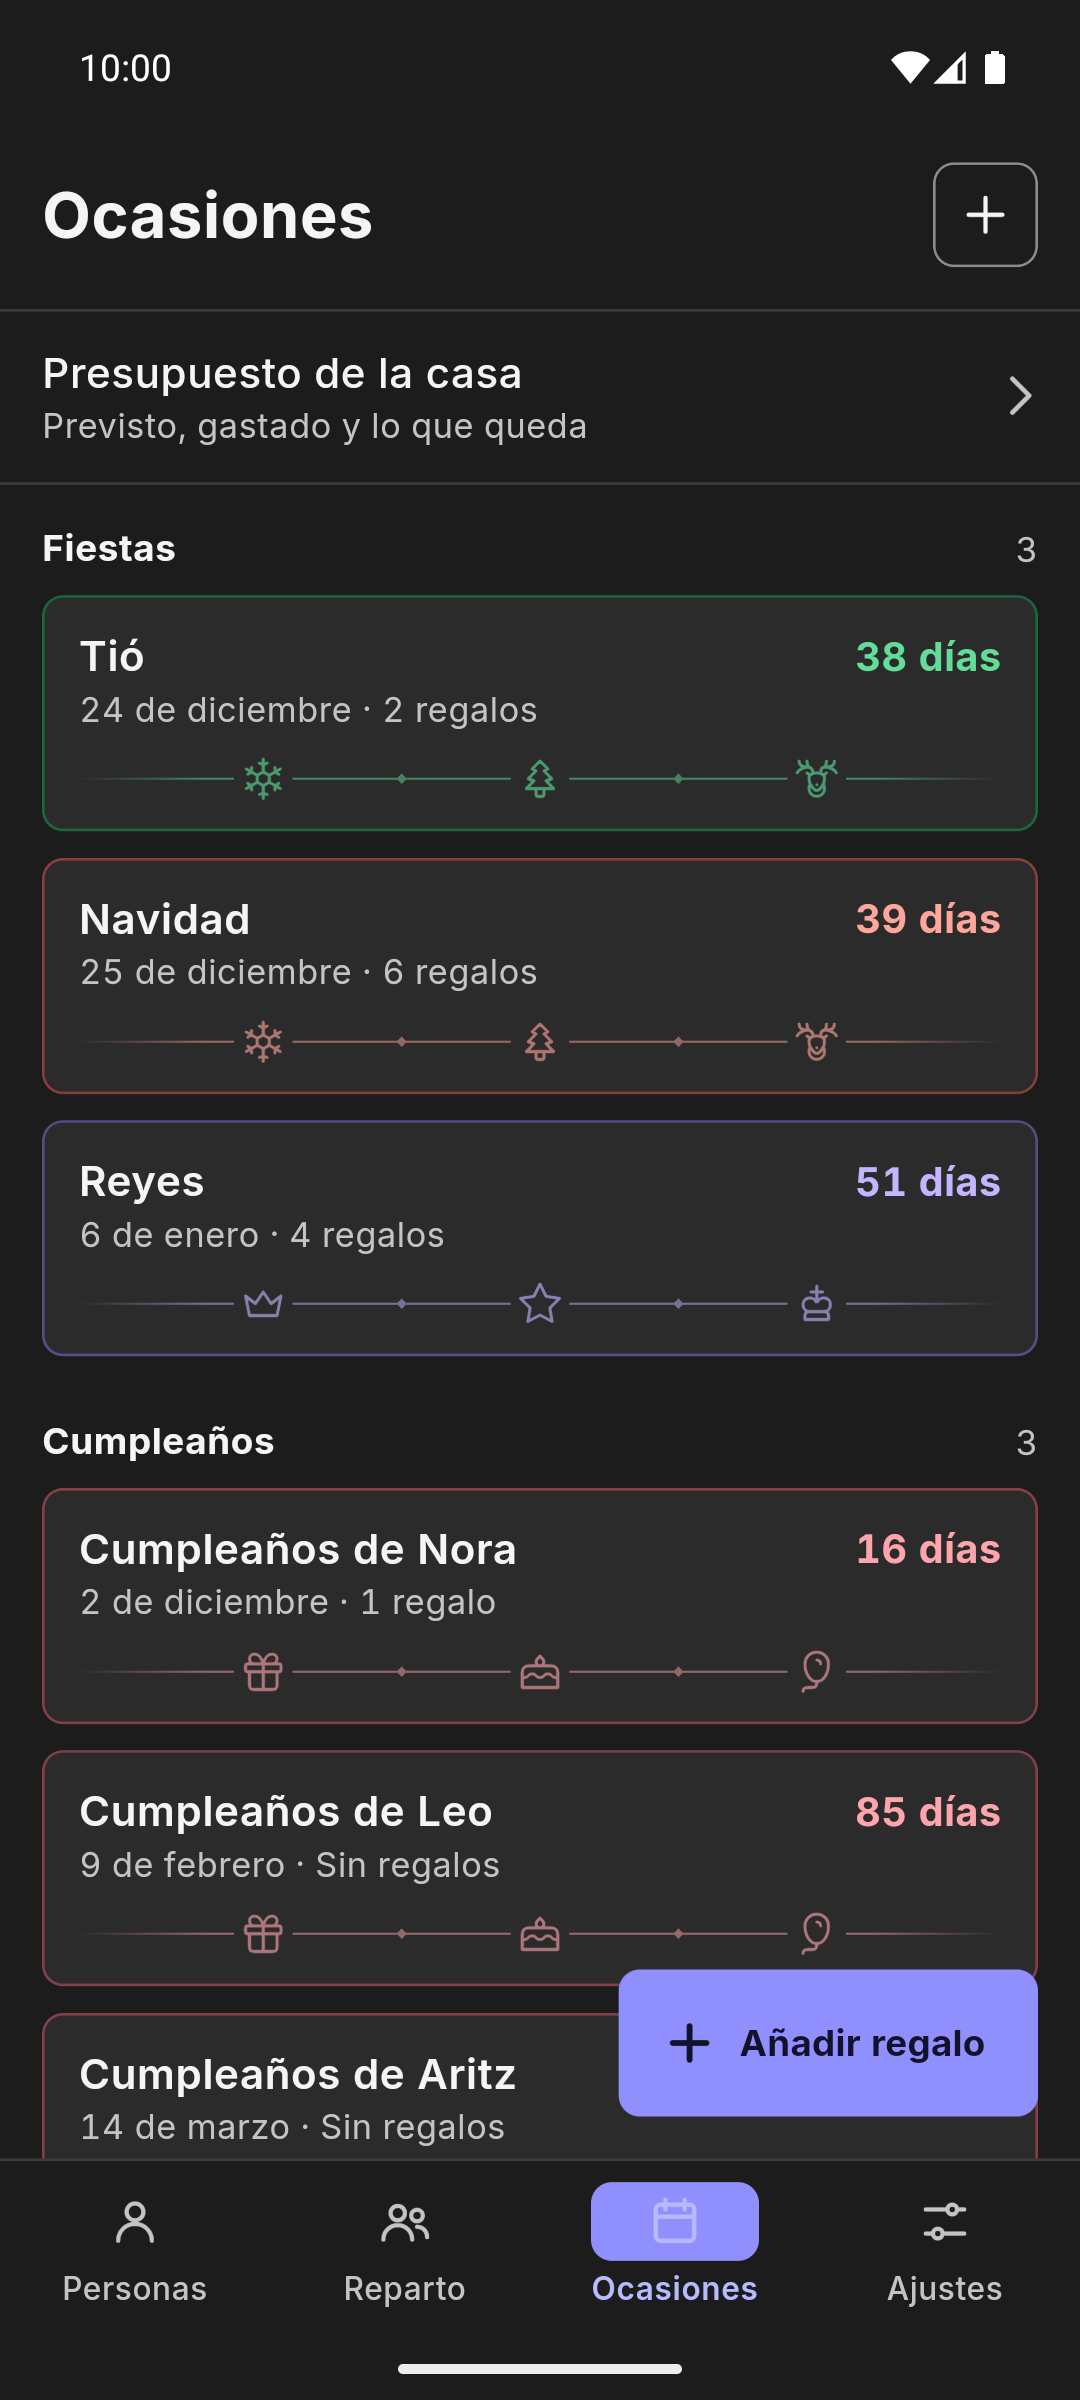 10:00
Ocasiones
Presupuesto de la casa
Previsto, gastado y lo que queda
Fiestas 3
Tió 38 días
24 de diciembre · 2 regalos
Navidad 39 días
25 de diciembre · 6 regalos
Reyes 51 días
6 de enero · 4 regalos
Cumpleaños 3
Cumpleaños de Nora 16 días
2 de diciembre · 1 regalo
Cumpleaños de Leo 85 días
9 de febrero · Sin regalos
Cumpleaños de Aritz
14 de marzo · Sin regalos
Añadir regalo
Personas Reparto Ocasiones Ajustes